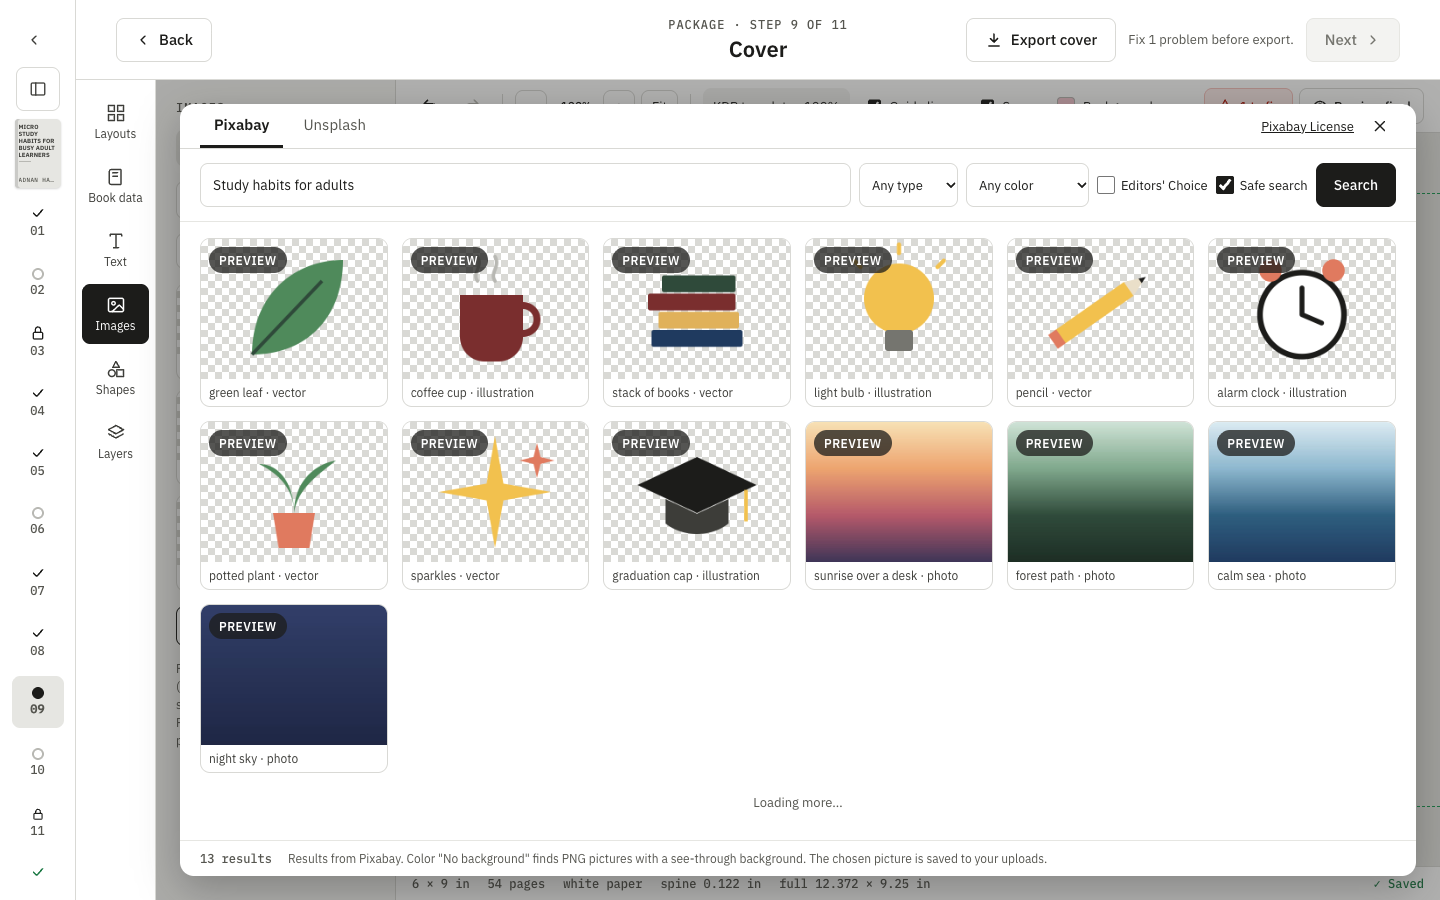 PACKAGE · STEP 9 OF 11
Cover
Back
Export cover
Fix 1 problem before export.
Next
MICRO
STUDY
HABITS FOR
BUSY ADULT
LEARNERS
ADNAN HA…
01
02
03
04
05
06
07
08
09
10
11
Layouts
Book data
Text
Images
Shapes
Layers
Pixabay
Unsplash
Pixabay License
Study habits for adults
Any type
Any color
Editors' Choice
Safe search
Search
PREVIEW
green leaf · vector
PREVIEW
coffee cup · illustration
PREVIEW
stack of books · vector
PREVIEW
light bulb · illustration
PREVIEW
pencil · vector
PREVIEW
alarm clock · illustration
PREVIEW
potted plant · vector
PREVIEW
sparkles · vector
PREVIEW
graduation cap · illustration
PREVIEW
sunrise over a desk · photo
PREVIEW
forest path · photo
PREVIEW
calm sea · photo
PREVIEW
night sky · photo
Loading more…
13 results
Results from Pixabay. Color "No background" finds PNG pictures with a see-through background. The chosen picture is saved to your uploads.
6 × 9 in
54 pages
white paper
spine 0.122 in
full 12.372 × 9.25 in
✓ Saved